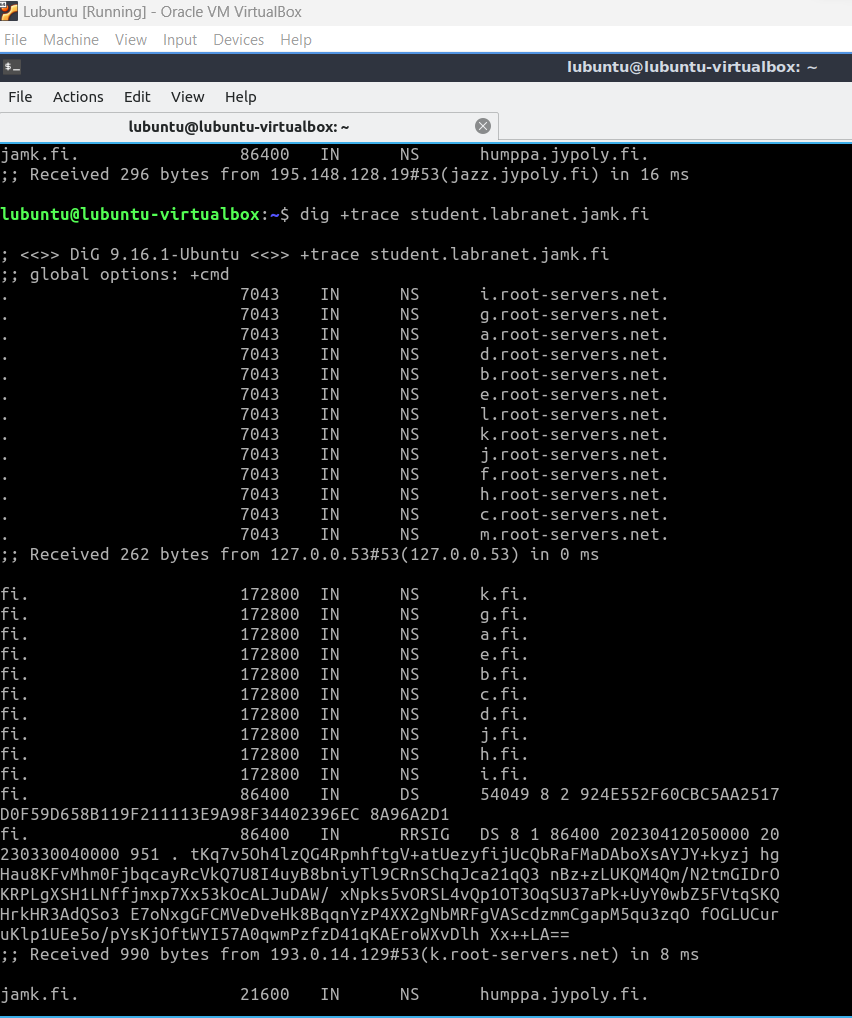 Lubuntu [Running] - Oracle VM VirtualBox
File Machine View Input Devices Help
lubuntu@lubuntu-virtualbox: ~
File Actions Edit View Help
lubuntu@lubuntu-virtualbox: ~
jamk.fi. 86400 IN NS humppa.jypoly.fi.
;; Received 296 bytes from 195.148.128.19#53(jazz.jypoly.fi) in 16 ms
lubuntu@lubuntu-virtualbox:~$ dig +trace student.labranet.jamk.fi
; <<>> DiG 9.16.1-Ubuntu <<>> +trace student.labranet.jamk.fi
;; global options: +cmd
. 7043 IN NS i.root-servers.net.
. 7043 IN NS g.root-servers.net.
. 7043 IN NS a.root-servers.net.
. 7043 IN NS d.root-servers.net.
. 7043 IN NS b.root-servers.net.
. 7043 IN NS e.root-servers.net.
. 7043 IN NS l.root-servers.net.
. 7043 IN NS k.root-servers.net.
. 7043 IN NS j.root-servers.net.
. 7043 IN NS f.root-servers.net.
. 7043 IN NS h.root-servers.net.
. 7043 IN NS c.root-servers.net.
. 7043 IN NS m.root-servers.net.
;; Received 262 bytes from 127.0.0.53#53(127.0.0.53) in 0 ms
fi. 172800 IN NS k.fi.
fi. 172800 IN NS g.fi.
fi. 172800 IN NS a.fi.
fi. 172800 IN NS e.fi.
fi. 172800 IN NS b.fi.
fi. 172800 IN NS c.fi.
fi. 172800 IN NS d.fi.
fi. 172800 IN NS j.fi.
fi. 172800 IN NS h.fi.
fi. 172800 IN NS i.fi.
fi. 86400 IN DS 54049 8 2 924E552F60CBC5AA2517
D0F59D658B119F211113E9A98F34402396EC 8A96A2D1
fi. 86400 IN RRSIG DS 8 1 86400 20230412050000 20
230330040000 951 . tKq7v5Oh4lzQG4RpmhftgV+atUezyfijUcQbRaFMaDAboXsAYJY+kyzj hg
Hau8KFvMhm0FjbqcayRcVkQ7U8I4uyB8bniyTl9CRnSChqJca21qQ3 nBz+zLUKQM4Qm/N2tmGIDrO
KRPLgXSH1LNffjmxp7Xx53kOcALJuDAW/ xNpks5vORSL4vQp1OT3OqSU37aPk+UyY0wbZ5FVtqSKQ
HrkHR3AdQSo3 E7oNxgGFCMVeDveHk8BqqnYzP4XX2gNbMRFgVAScdzmmCgapM5qu3zqO fOGLUCur
uKlp1UEe5o/pYsKjOftWYI57A0qwmPzfzD41qKAEroWXvDlh Xx++LA==
;; Received 990 bytes from 193.0.14.129#53(k.root-servers.net) in 8 ms
jamk.fi. 21600 IN NS humppa.jypoly.fi.